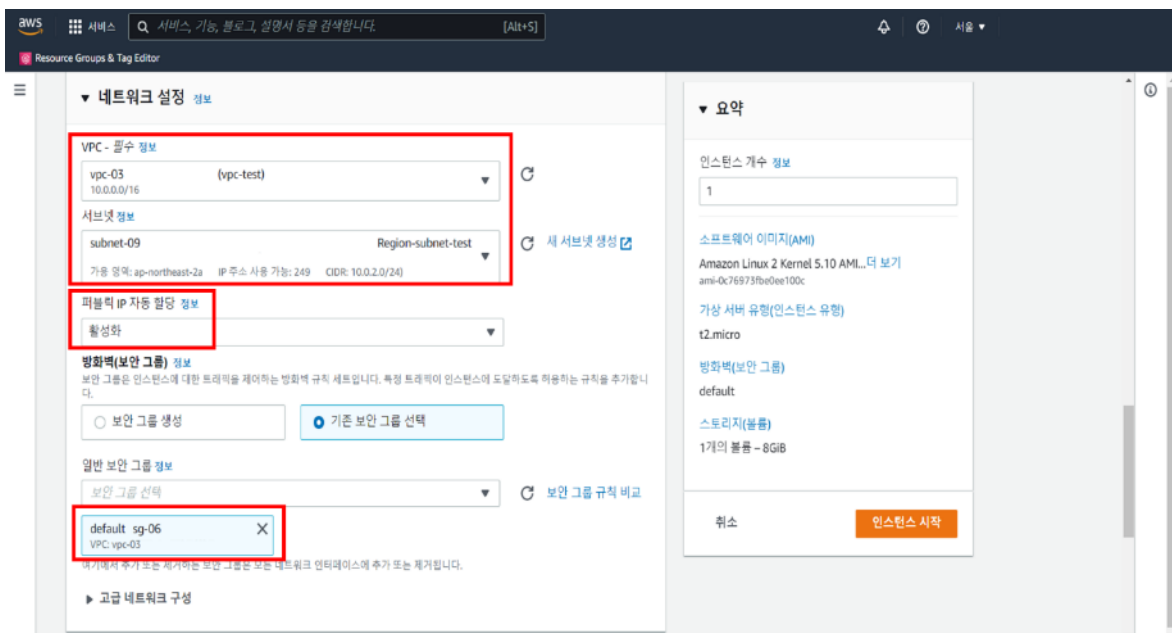 aws
서비스
서비스, 기능, 블로그, 설명서 등을 검색합니다.
[Alt+S]
서울 ▼
Resource Groups & Tag Editor
▼ 네트워크 설정 정보
VPC - 필수 정보
vpc-03 (vpc-test)
10.0.0.0/16
서브넷 정보
subnet-09 Region-subnet-test
가용 영역: ap-northeast-2a IP 주소 사용 가능: 249 CIDR: 10.0.2.0/24)
새 서브넷 생성
퍼블릭 IP 자동 할당 정보
활성화
방화벽(보안 그룹) 정보
보안 그룹은 인스턴스에 대한 트래픽을 제어하는 방화벽 규칙 세트입니다. 특정 트래픽이 인스턴스에 도달하도록 허용하는 규칙을 추가합니
다.
보안 그룹 생성
기존 보안 그룹 선택
일반 보안 그룹 정보
보안 그룹 선택
보안 그룹 규칙 비교
default sg-06 X
VPC: vpc-03
여기에서 추가 또는 제거하는 보안 그룹은 모든 네트워크 인터페이스에 추가 또는 제거됩니다.
▶ 고급 네트워크 구성
▼ 요약
인스턴스 개수 정보
1
소프트웨어 이미지(AMI)
Amazon Linux 2 Kernel 5.10 AMI...더 보기
ami-0c76973fbe0ee100c
가상 서버 유형(인스턴스 유형)
t2.micro
방화벽(보안 그룹)
default
스토리지(볼륨)
1개의 볼륨 – 8GiB
취소
인스턴스 시작